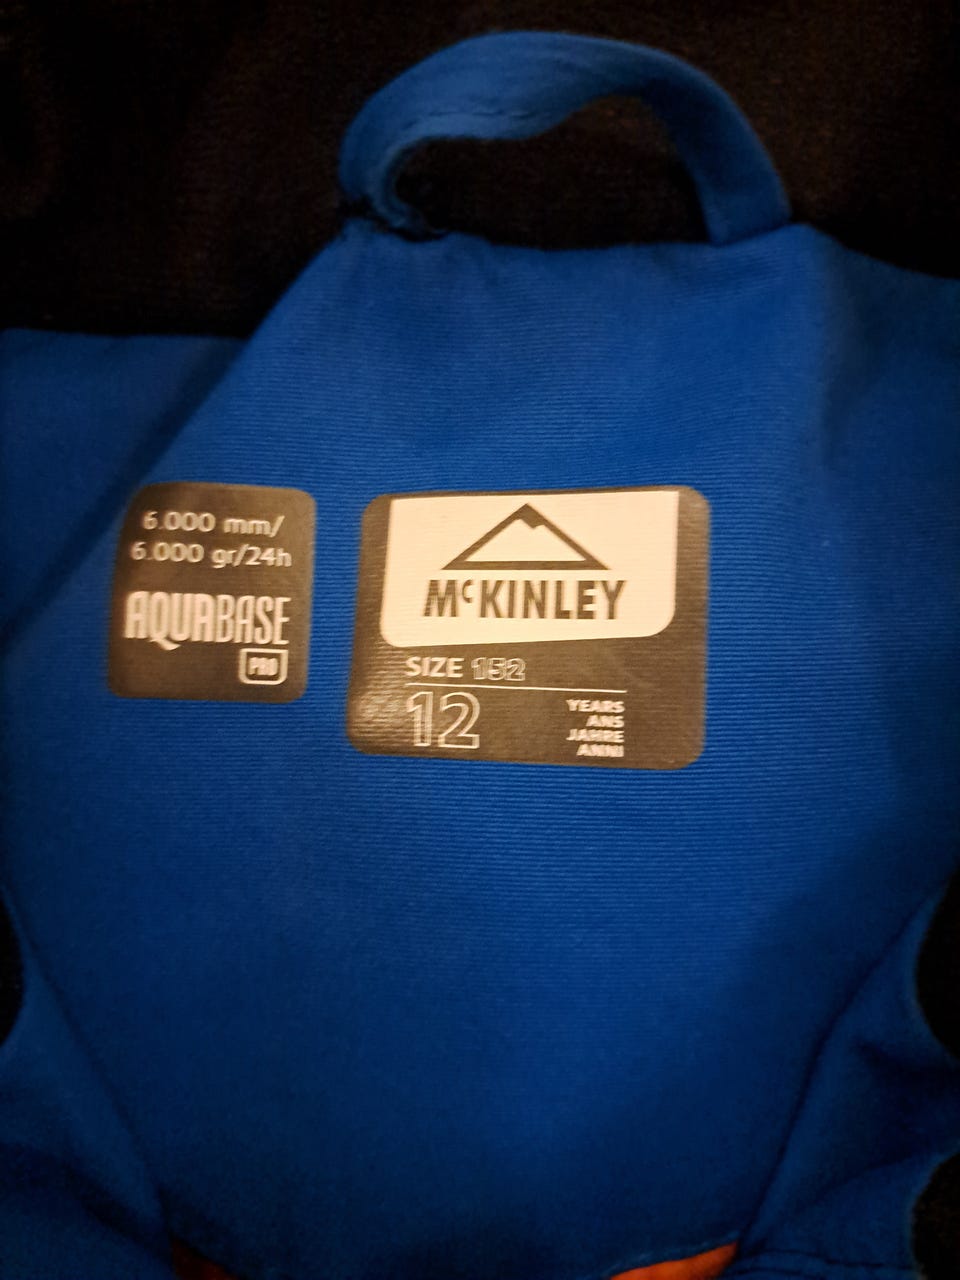 6.000 mm/
6.000 gr/24h
AQUABASE
PRO
McKINLEY
SIZE 152
12
YEARS
ANS
JAHRE
ANNI